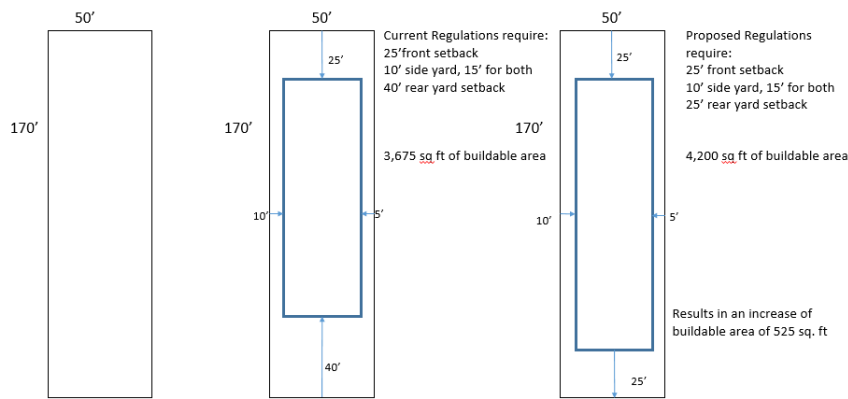 50’
170’
50’
25’
170’
10’
5’
40’
Current Regulations require:
25’front setback
10’ side yard, 15’ for both
40’ rear yard setback
3,675 sq ft of buildable area
50’
25’
170’
10’
5’
25’
Proposed Regulations
require:
25’ front setback
10’ side yard, 15’ for both
25’ rear yard setback
4,200 sq ft of buildable area
Results in an increase of
buildable area of 525 sq. ft